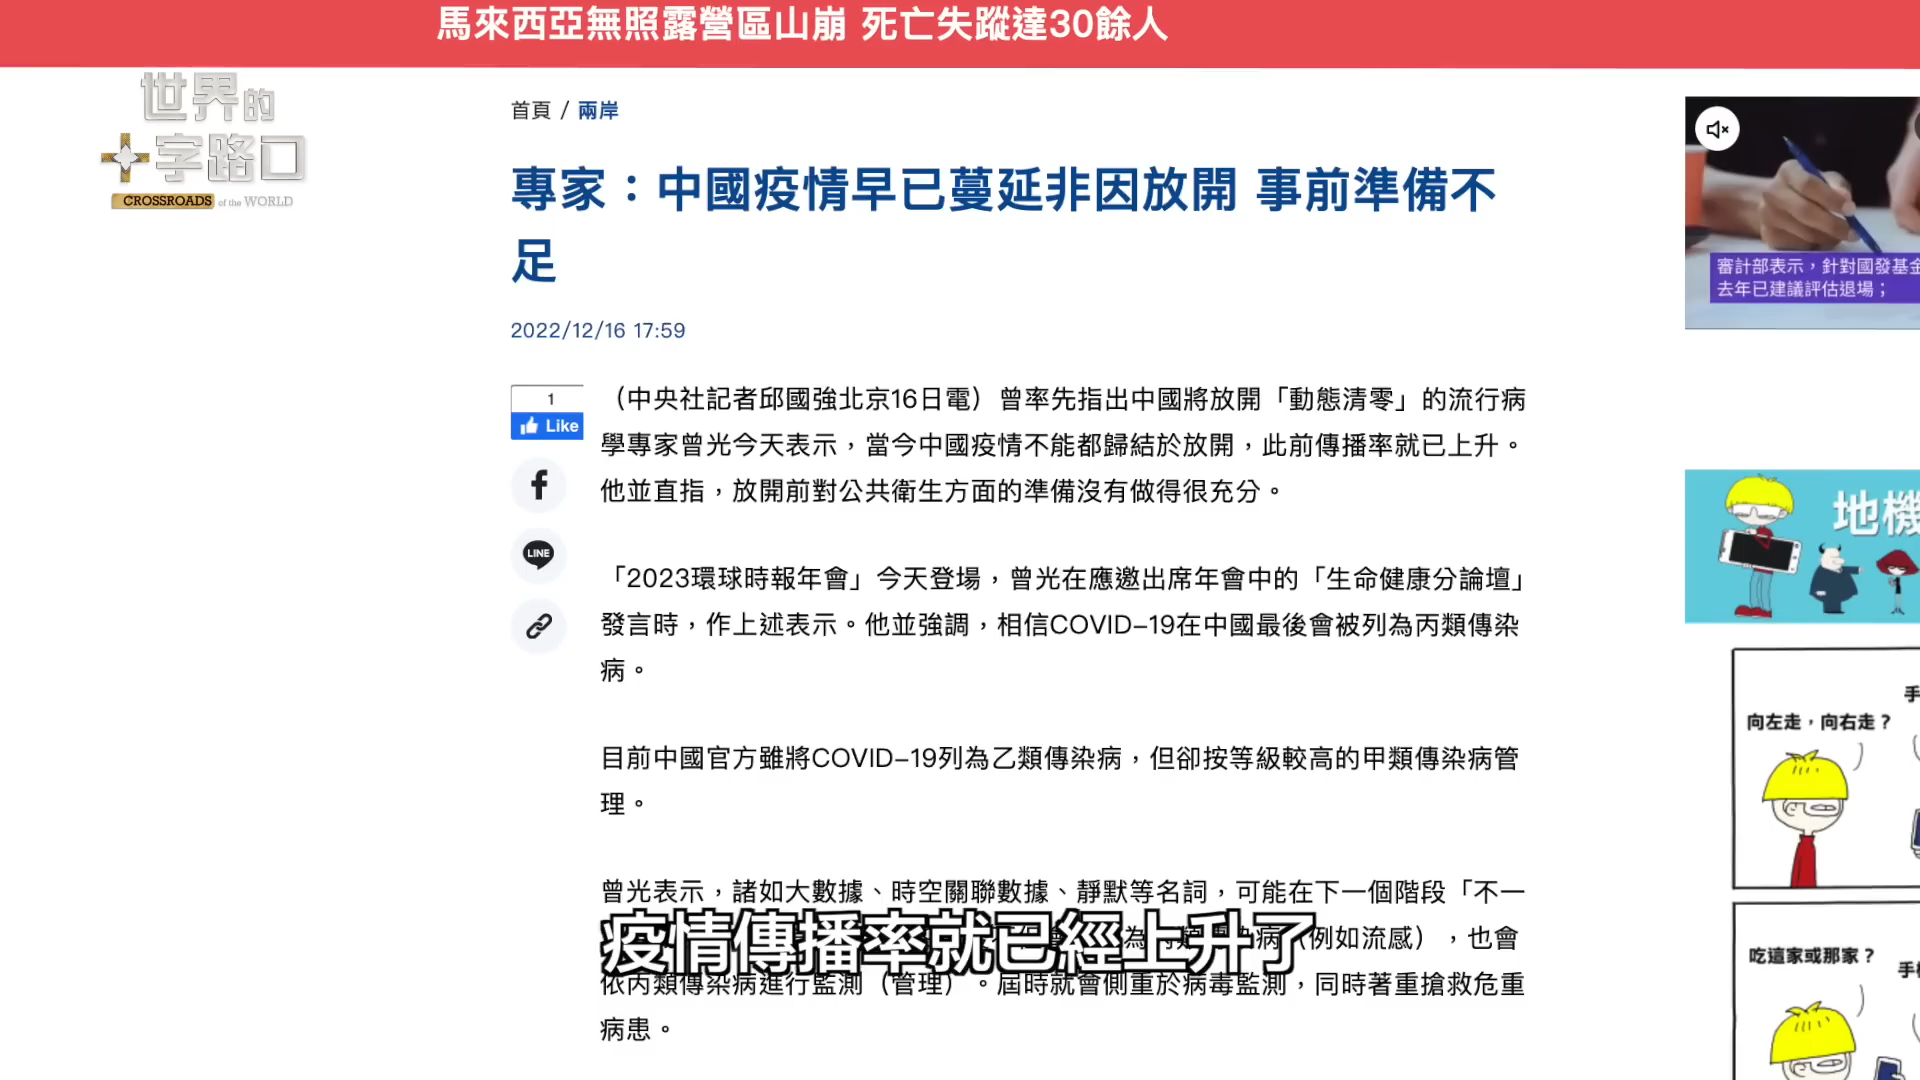 馬來西亞無照露營區山崩 死亡失蹤達30餘人
世界的
十字路口
CROSSROADS of the WORLD
首頁 / 兩岸
專家：中國疫情早已蔓延非因放開 事前準備不
足
2022/12/16 17:59
1
Like
LINE
（中央社記者邱國強北京16日電）曾率先指出中國將放開「動態清零」的流行病
學專家曾光今天表示，當今中國疫情不能都歸結於放開，此前傳播率就已上升。
他並直指，放開前對公共衛生方面的準備沒有做得很充分。
「2023環球時報年會」今天登場，曾光在應邀出席年會中的「生命健康分論壇」
發言時，作上述表示。他並強調，相信COVID-19在中國最後會被列為丙類傳染
病。
目前中國官方雖將COVID-19列為乙類傳染病，但卻按等級較高的甲類傳染病管
理。
曾光表示，諸如大數據、時空關聯數據、靜默等名詞，可能在下一個階段「不一
（例如流感），也會
依丙類傳染病進行監測（管理）。屆時就會側重於病毒監測，同時著重搶救危重
病患。
疫情傳播率就已經上升了
審計部表示，針對國發基金
去年已建議評估退場；
地機
手
向左走，向右走？
吃這家或那家？
手機